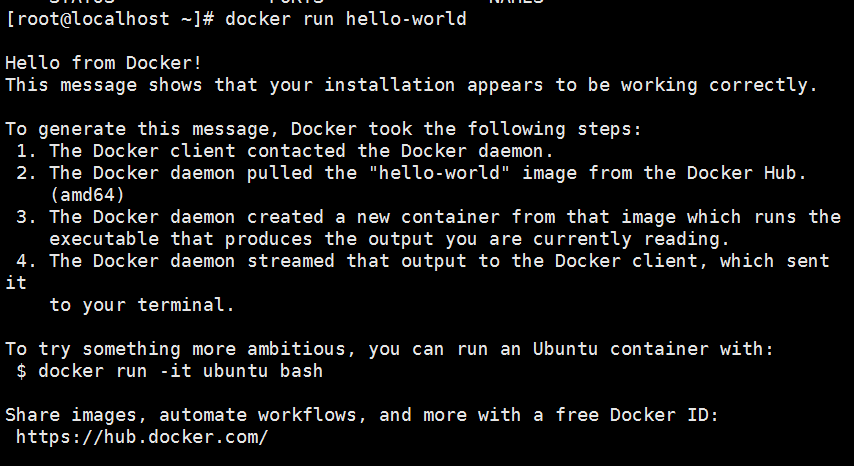 STATUS PORTS NAMES
[root@localhost ~]# docker run hello-world
Hello from Docker!
This message shows that your installation appears to be working correctly.
To generate this message, Docker took the following steps:
1. The Docker client contacted the Docker daemon.
2. The Docker daemon pulled the "hello-world" image from the Docker Hub.
(amd64)
3. The Docker daemon created a new container from that image which runs the
executable that produces the output you are currently reading.
4. The Docker daemon streamed that output to the Docker client, which sent
it
to your terminal.
To try something more ambitious, you can run an Ubuntu container with:
$ docker run -it ubuntu bash
Share images, automate workflows, and more with a free Docker ID:
https://hub.docker.com/